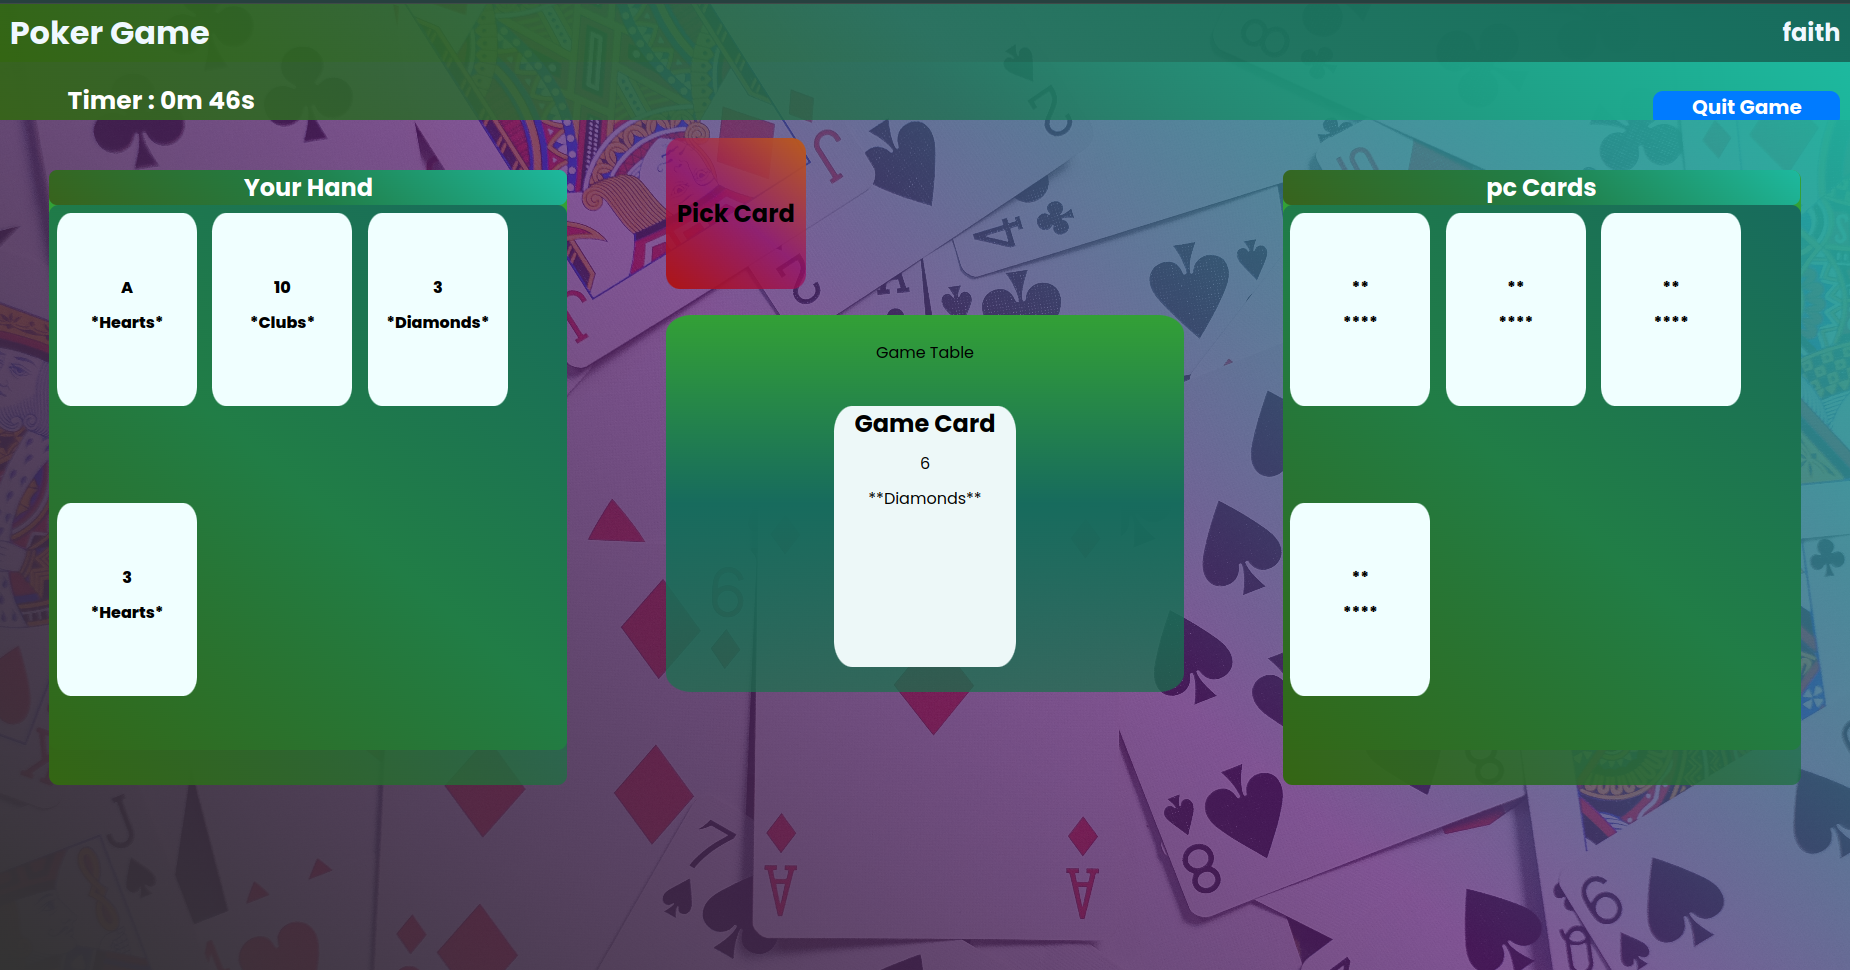 Poker Game
faith
Timer : 0m 46s
Quit Game
Your Hand
A
*Hearts*
10
*Clubs*
3
*Diamonds*
3
*Hearts*
Pick Card
Game Table
Game Card
6
**Diamonds**
pc Cards
**
****
**
****
**
****
**
****